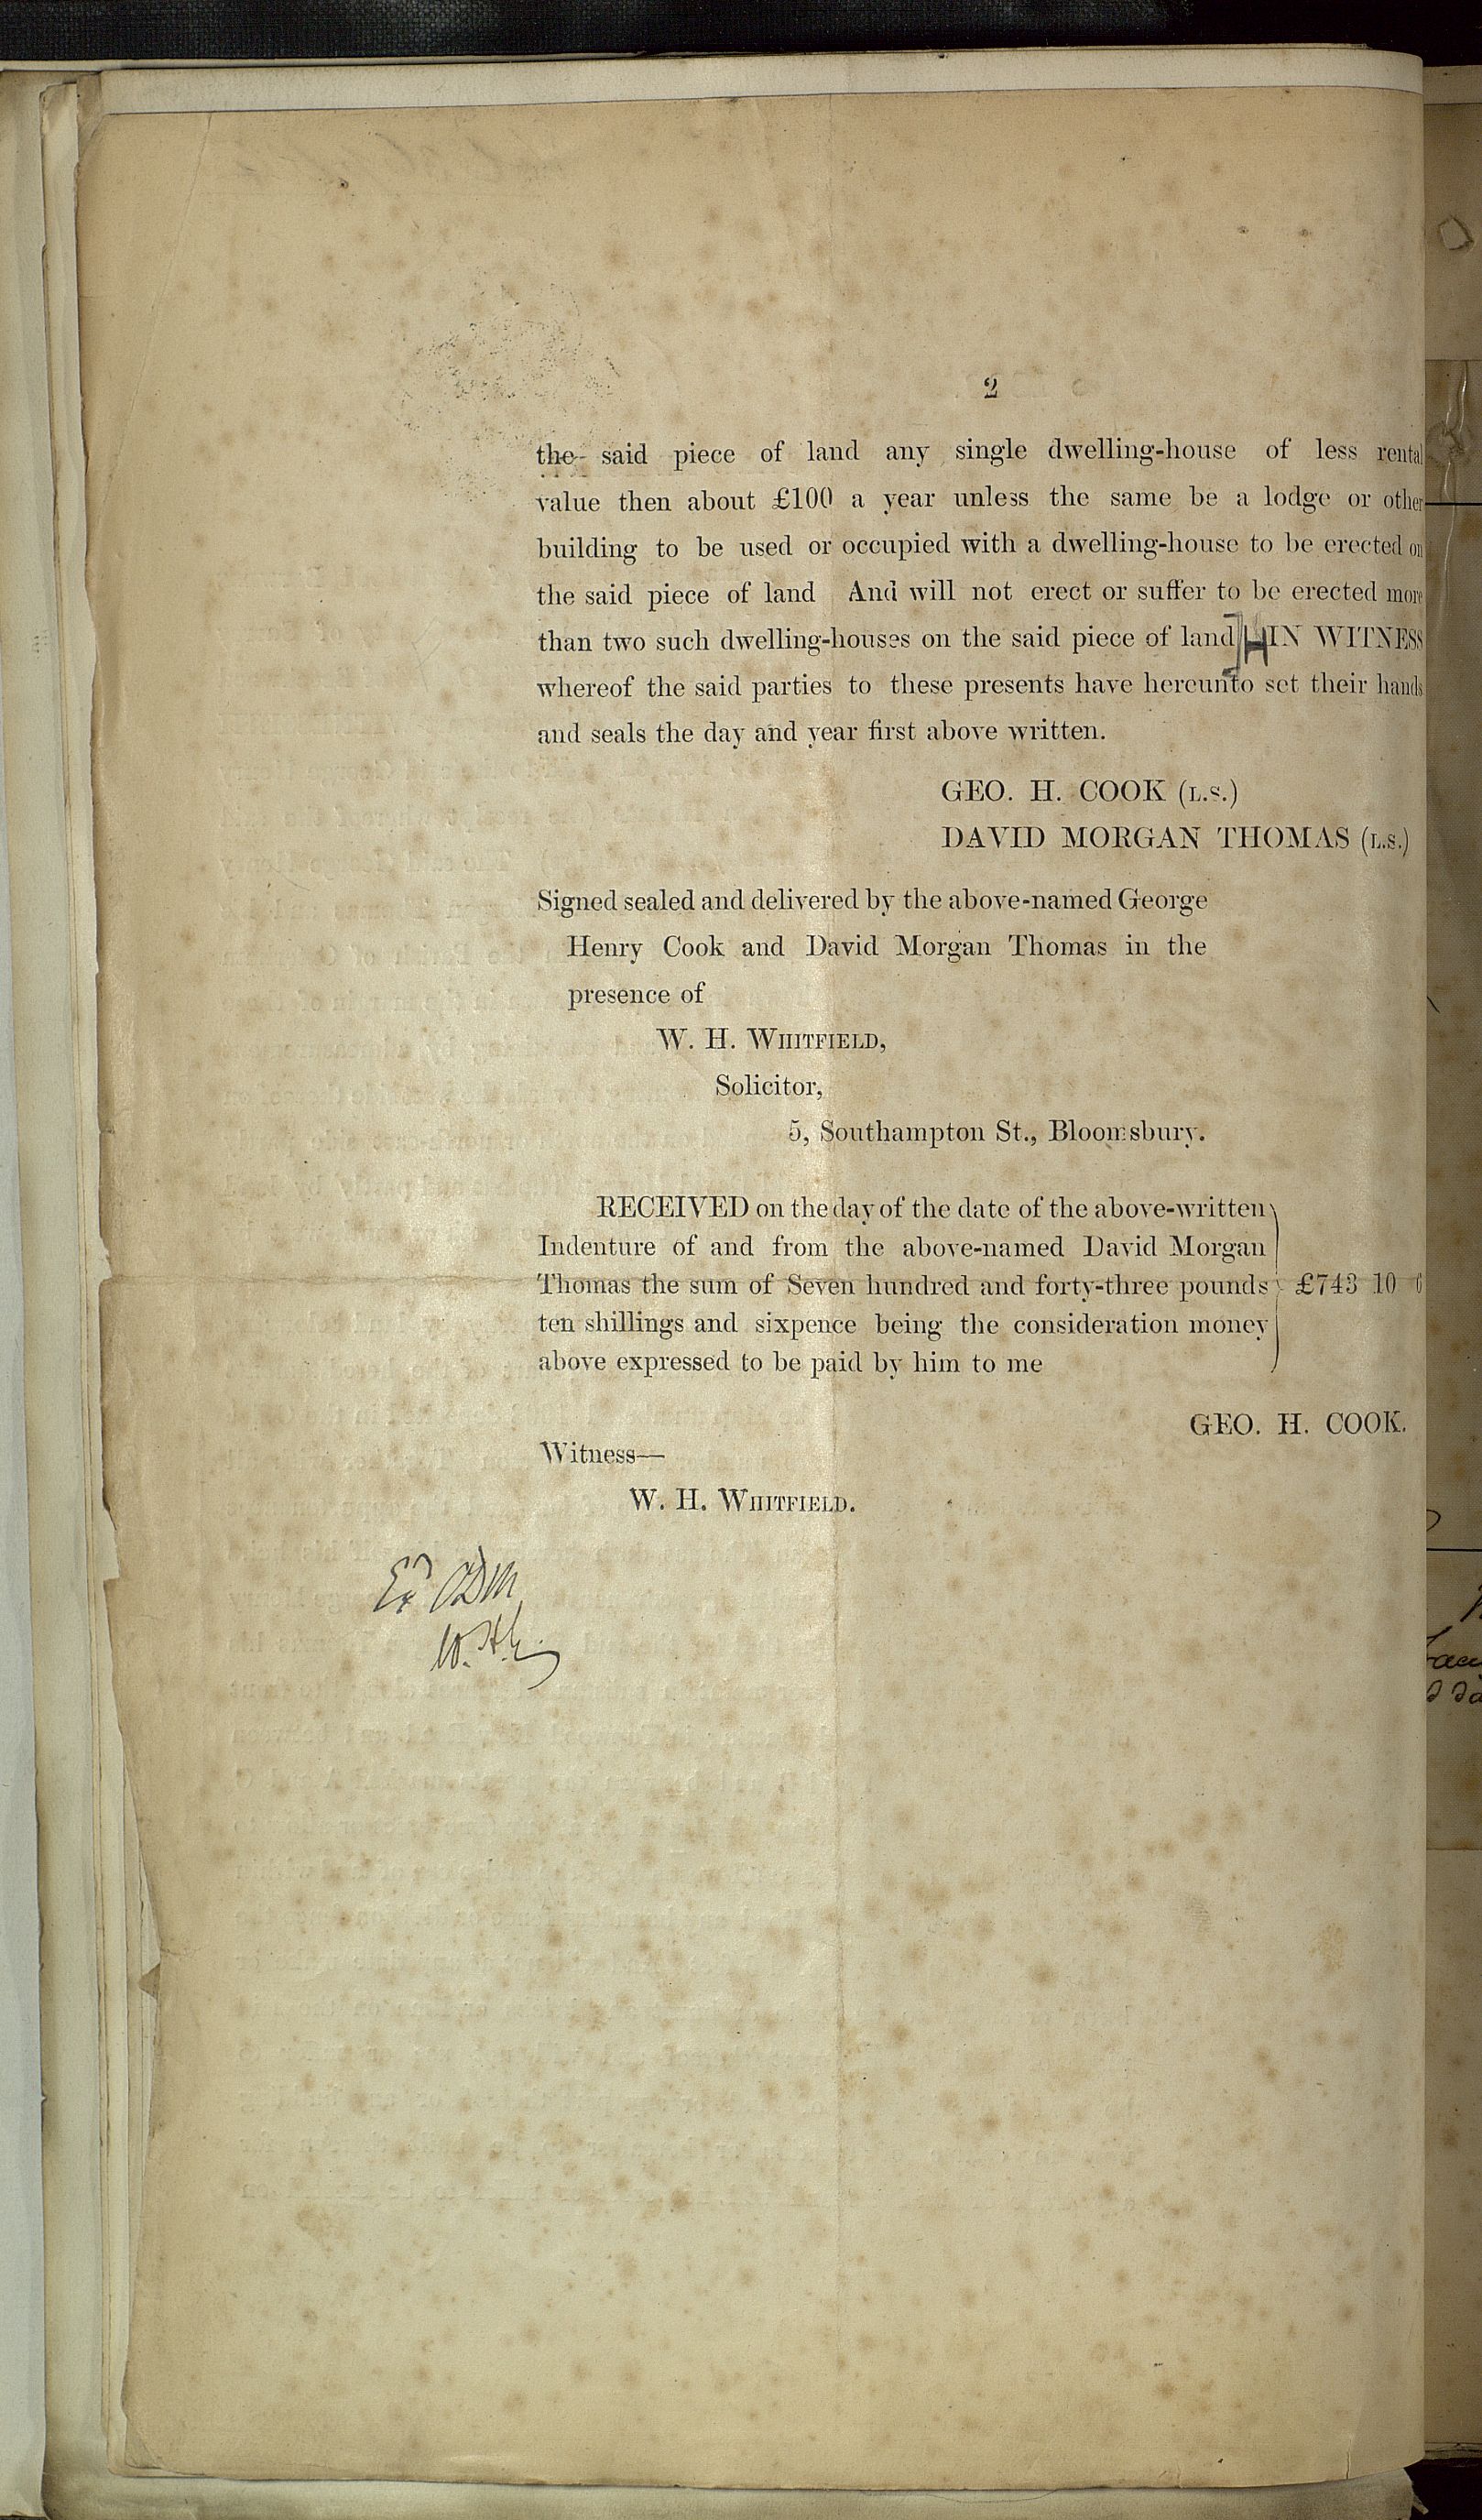 2
the said piece of land any single dwelling-house of less rental
value then about £100 a year unless the same be a lodge or other
building to be used or occupied with a dwelling-house to be erected on
the said piece of land And will not erect or suffer to be erected more
than two such dwelling-houses on the said piece of land] IN WITNESS
whereof the said parties to these presents have hereunto set their hands
and seals the day and year first above written.
GEO. H. COOK (L.S.)
DAVID MORGAN THOMAS (L.S.)
Signed sealed and delivered by the above-named George
Henry Cook and David Morgan Thomas in the
presence of
W. H. WHITFIELD,
Solicitor,
5, Southampton St., Bloomsbury.
RECEIVED on the day of the date of the above-written
Indenture of and from the above-named David Morgan
Thomas the sum of Seven hundred and forty-three pounds £743 10 6
ten shillings and sixpence being the consideration money
above expressed to be paid by him to me
GEO. H. COOK.
Witness—
W. H. WHITFIELD.